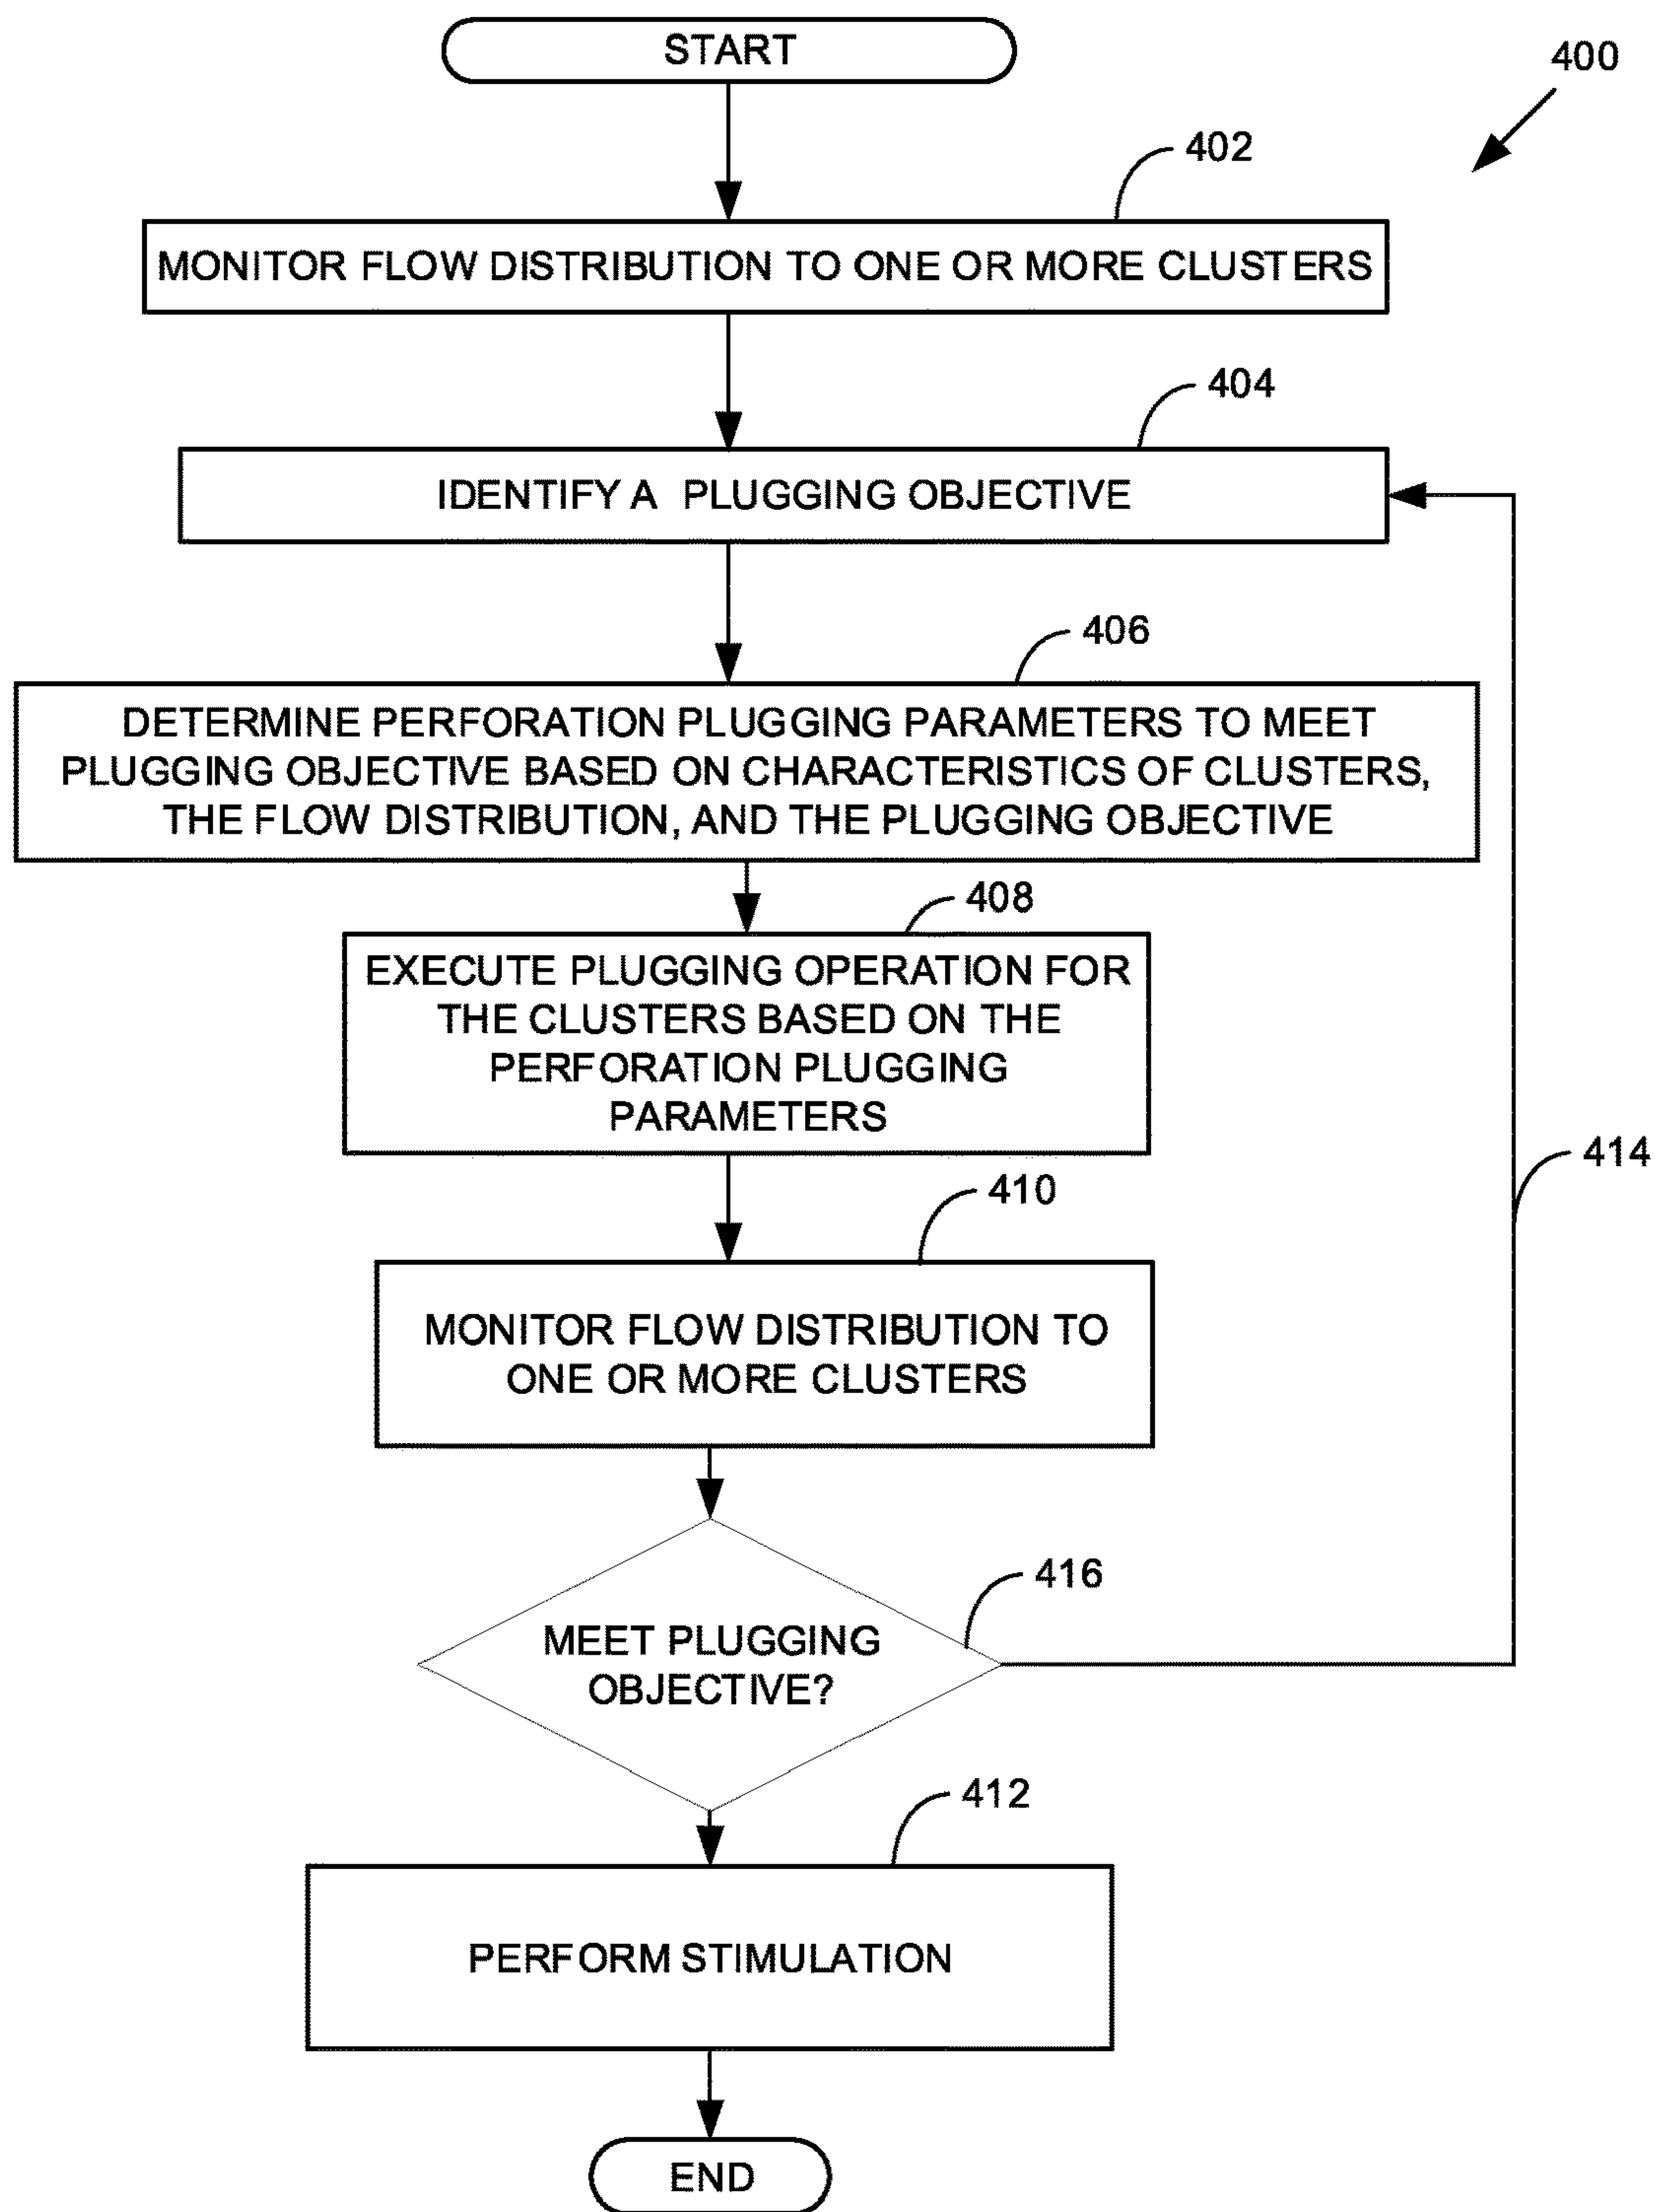 START
400
402
MONITOR FLOW DISTRIBUTION TO ONE OR MORE CLUSTERS
404
IDENTIFY A PLUGGING OBJECTIVE
406
DETERMINE PERFORATION PLUGGING PARAMETERS TO MEET
PLUGGING OBJECTIVE BASED ON CHARACTERISTICS OF CLUSTERS,
THE FLOW DISTRIBUTION, AND THE PLUGGING OBJECTIVE
408
EXECUTE PLUGGING OPERATION FOR
THE CLUSTERS BASED ON THE
PERFORATION PLUGGING
PARAMETERS
414
410
MONITOR FLOW DISTRIBUTION TO
ONE OR MORE CLUSTERS
416
MEET PLUGGING
OBJECTIVE?
412
PERFORM STIMULATION
END